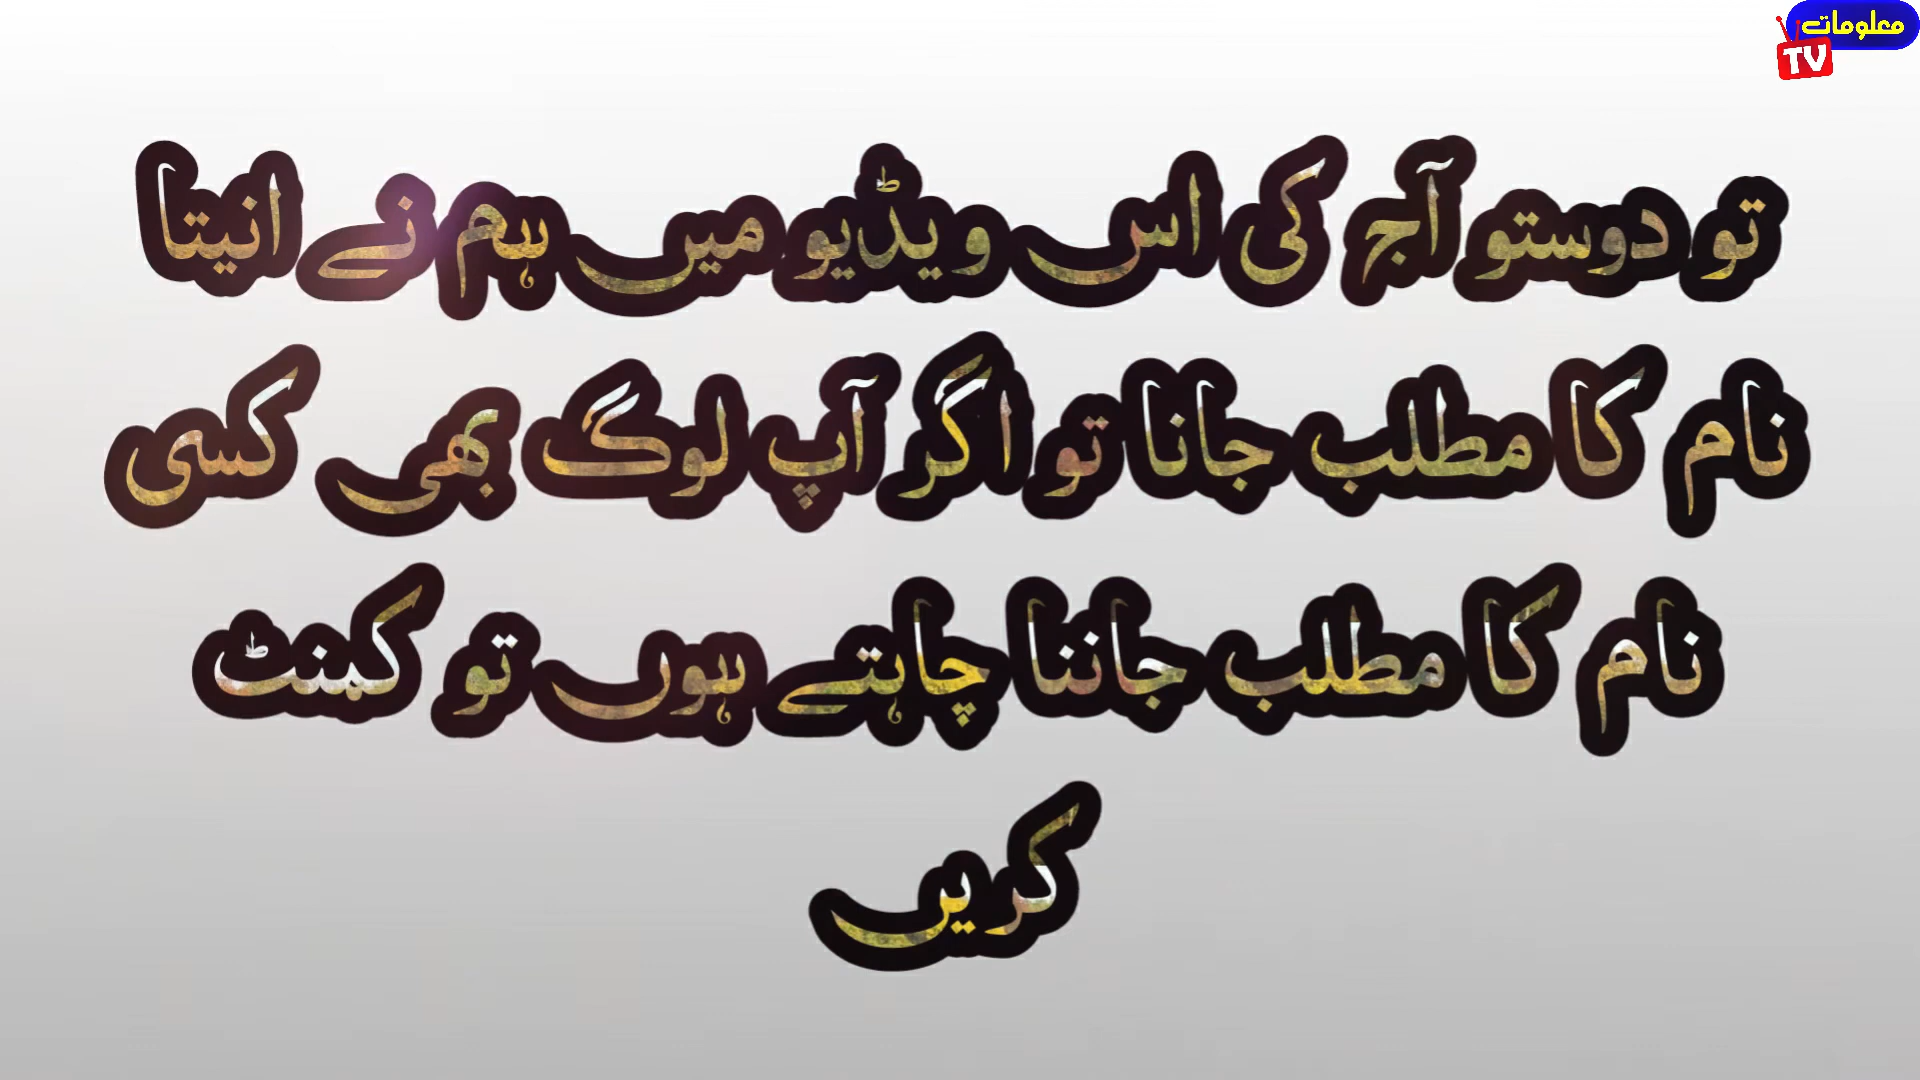 معلومات
TV
تو دوستو آج کی اس ویڈیو میں ہم نے انیتا
نام کا مطلب جانا تو اگر آپ لوگ بھی کسی
نام کا مطلب جاننا چاہتے ہوں تو کمنٹ
کریں